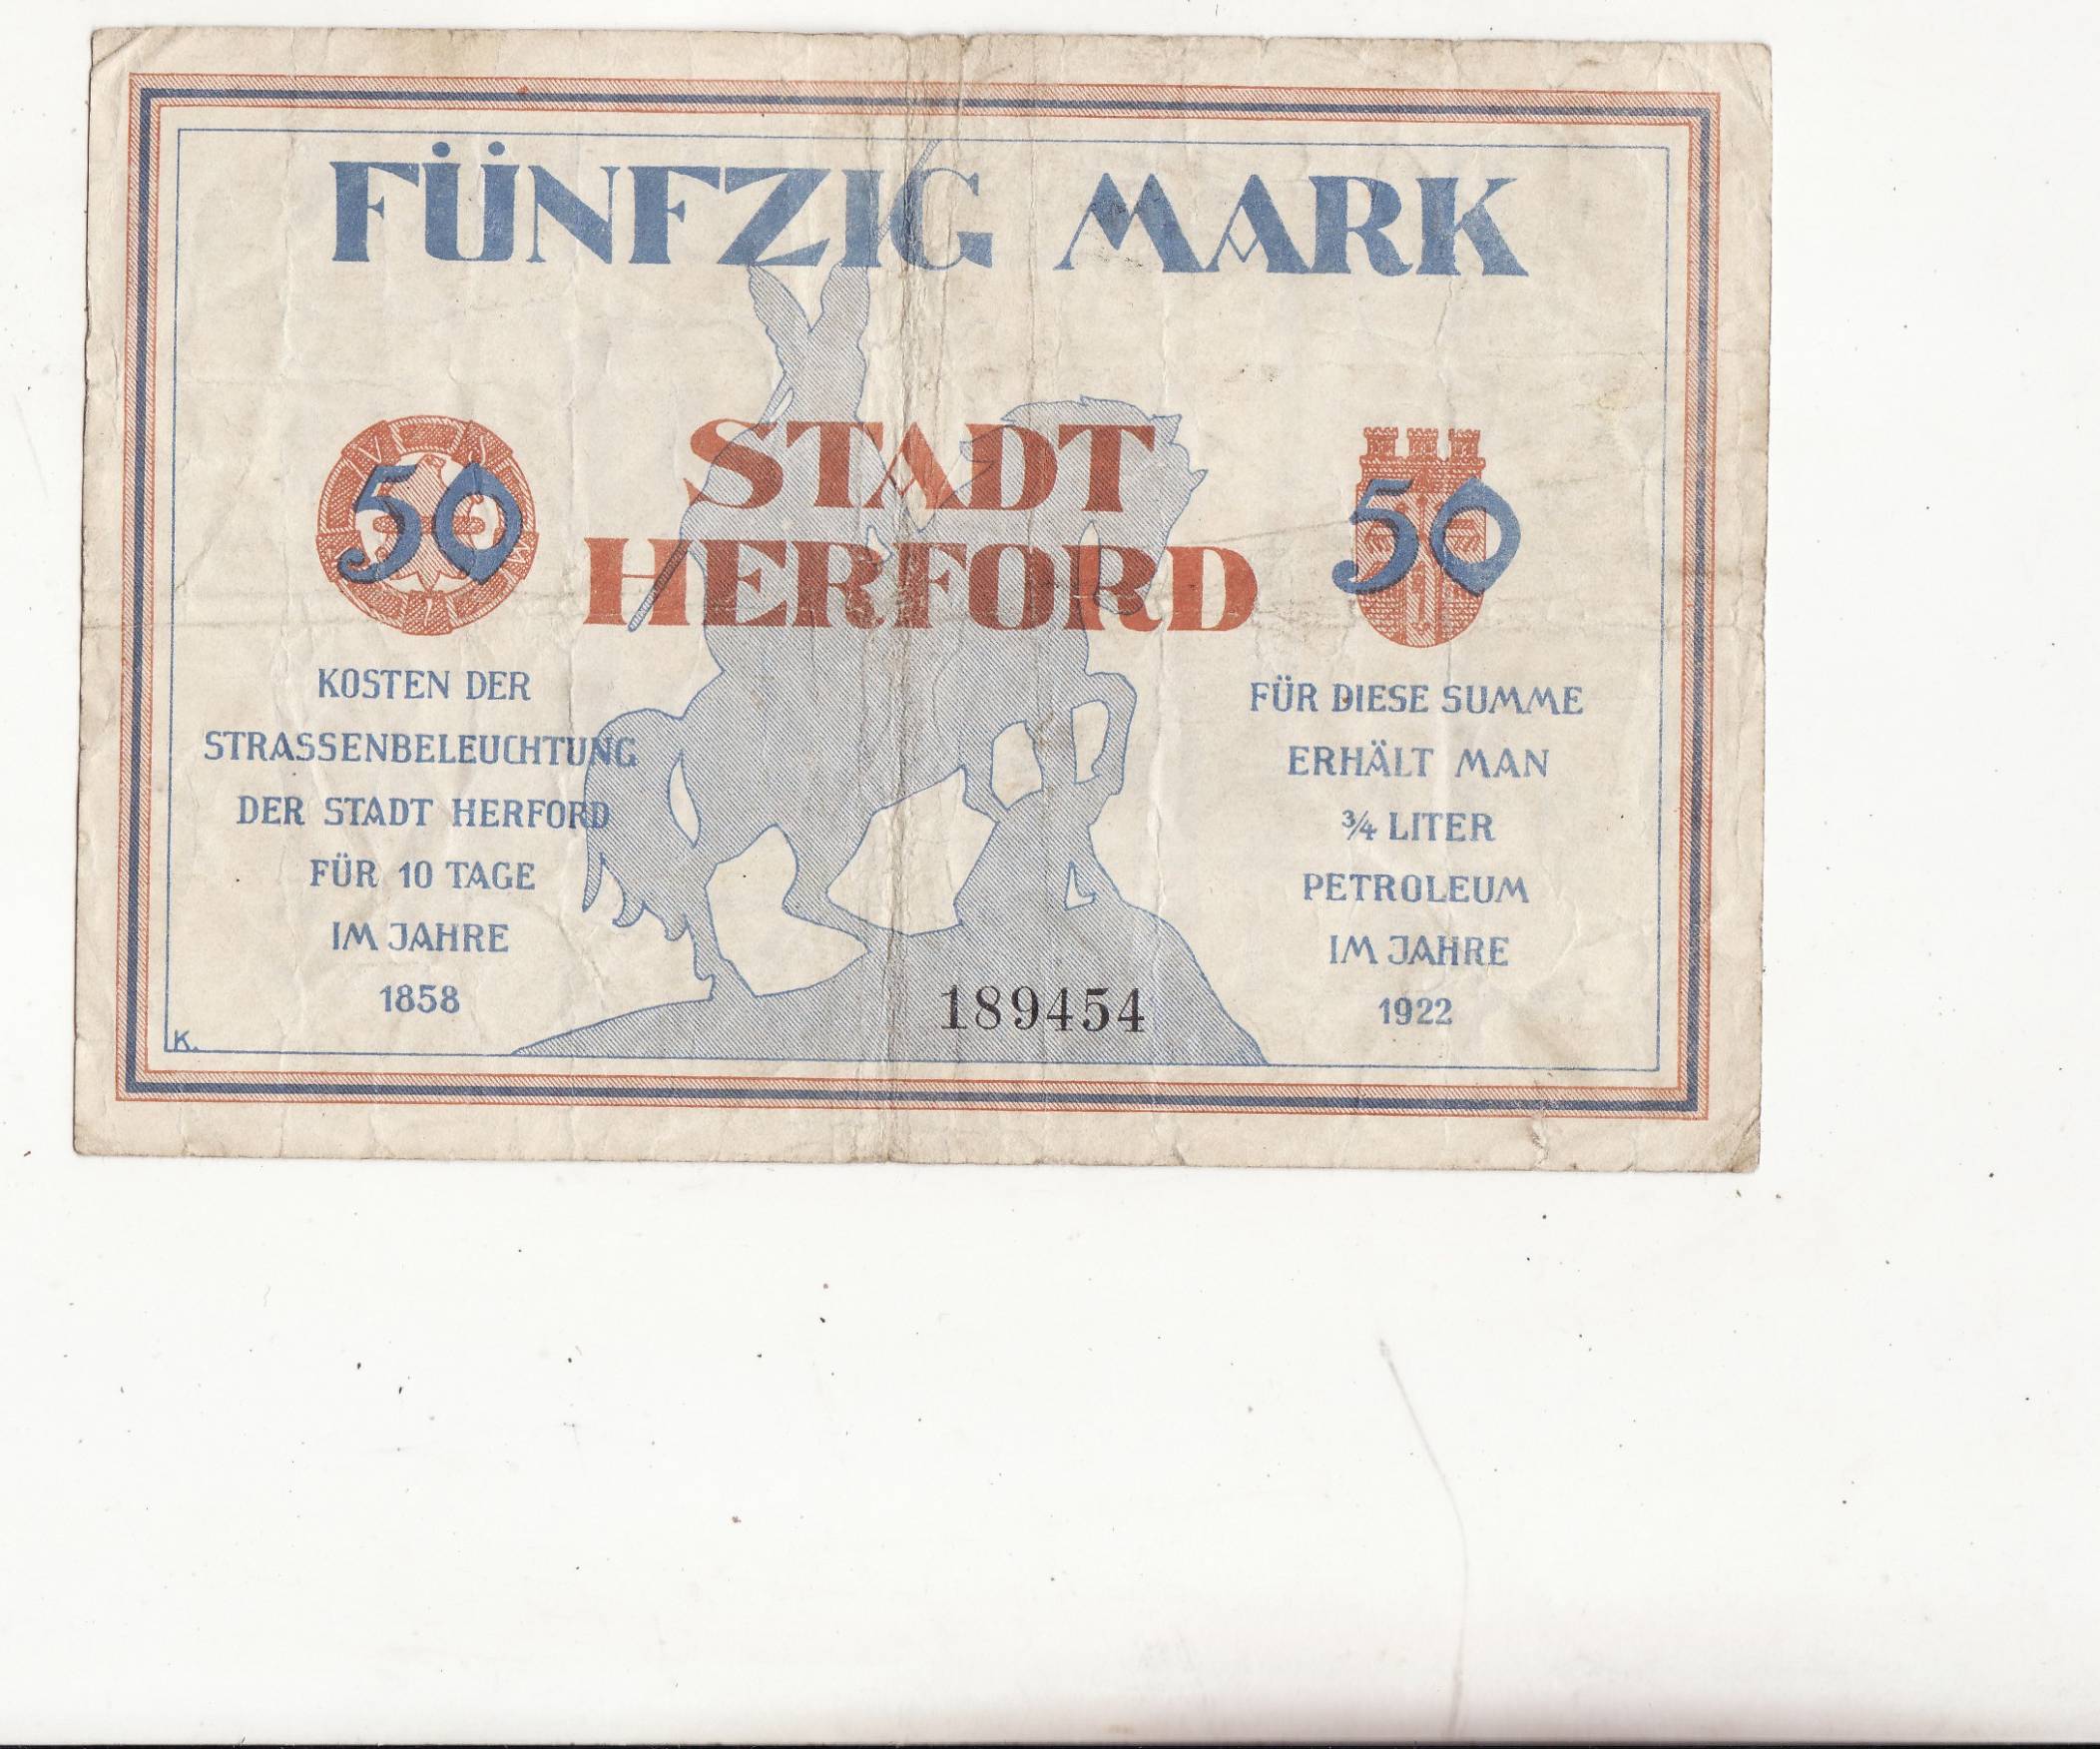 FÜNFZIG MARK
STADT
HERFORD
50
50
KOSTEN DER
STRASSENBELEUCHTUNG
DER STADT HERFORD
FÜR 10 TAGE
IM JAHRE
1858
FÜR DIESE SUMME
ERHÄLT MAN
¾ LITER
PETROLEUM
IM JAHRE
1922
189454
K.